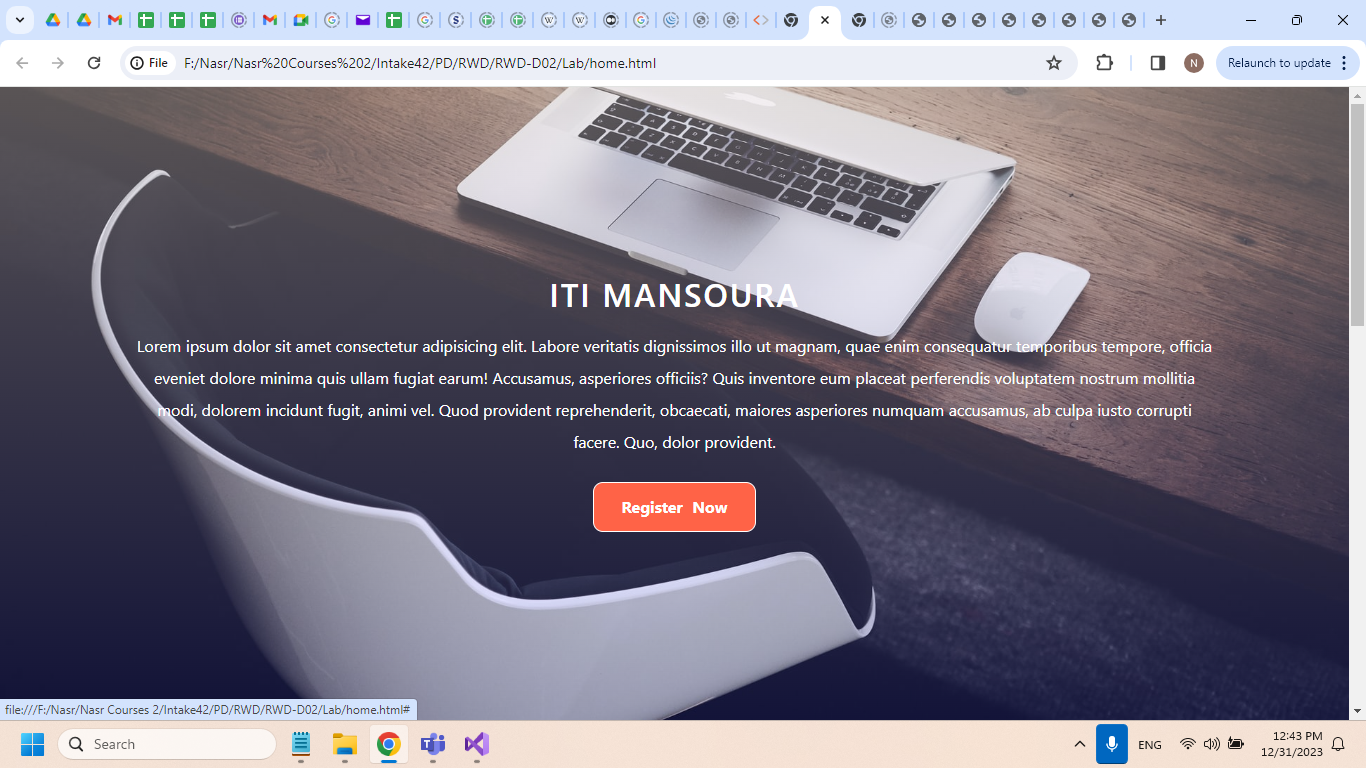 File
F:/Nasr/Nasr%20Courses%202/Intake42/PD/RWD/RWD-D02/Lab/home.html
N
Relaunch to update
ITI MANSOURA
Lorem ipsum dolor sit amet consectetur adipisicing elit. Labore veritatis dignissimos illo ut magnam, quae enim consequatur temporibus tempore, officia
eveniet dolore minima quis ullam fugiat earum! Accusamus, asperiores officiis? Quis inventore eum placeat perferendis voluptatem nostrum mollitia
modi, dolorem incidunt fugit, animi vel. Quod provident reprehenderit, obcaecati, maiores asperiores numquam accusamus, ab culpa iusto corrupti
facere. Quo, dolor provident.
Register Now
file:///F:/Nasr/Nasr Courses 2/Intake42/PD/RWD/RWD-D02/Lab/home.html#
Search
ENG
12:43 PM
12/31/2023